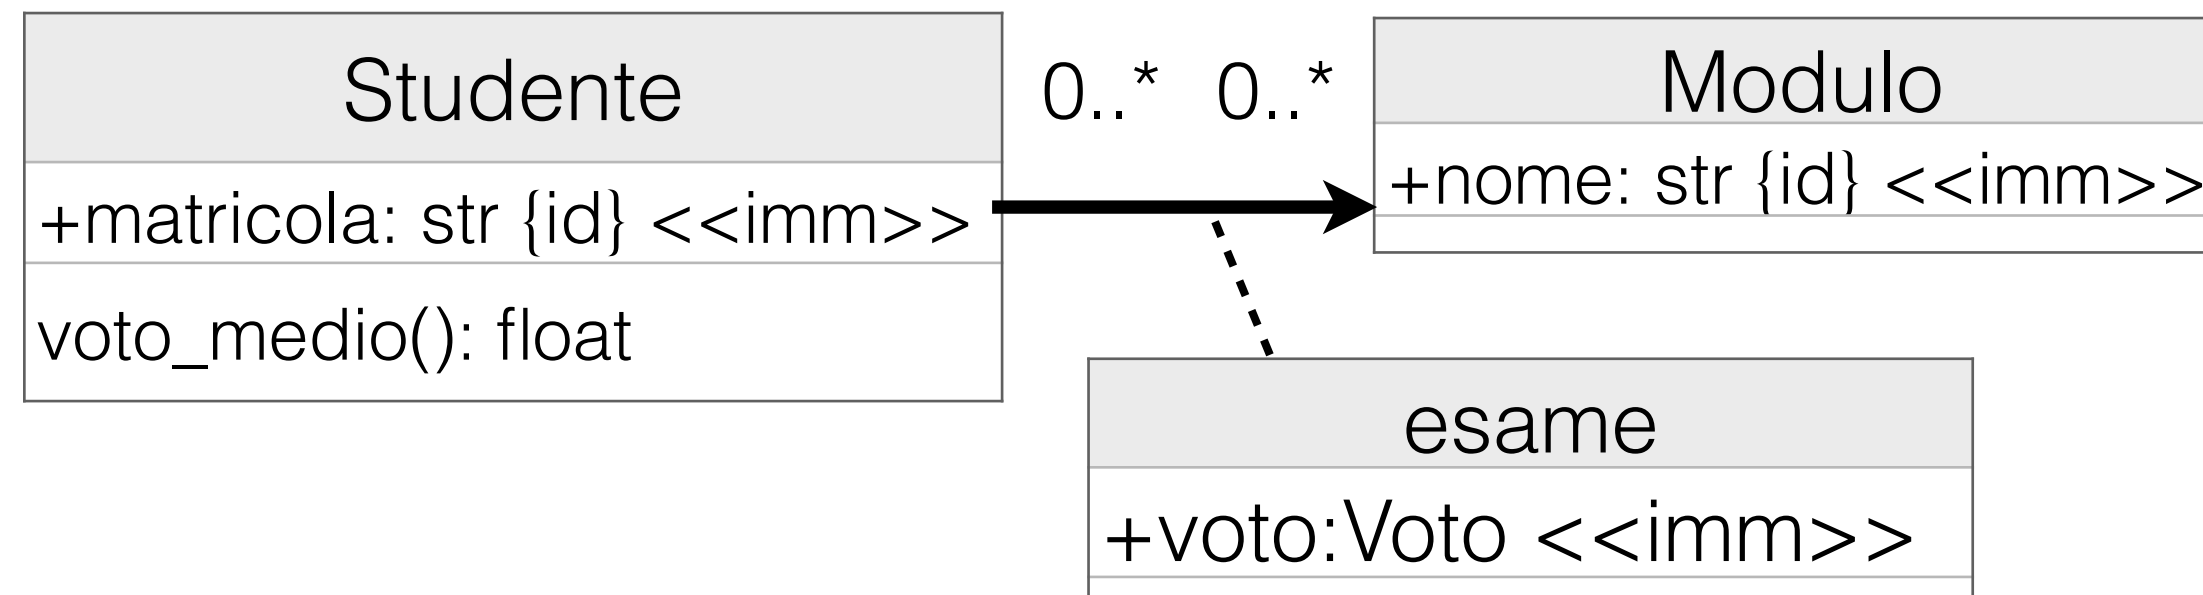 Studente
+matricola: str {id} <<imm>>
voto_medio(): float
0..* 0..*
Modulo
+nome: str {id} <<imm>>
esame
+voto:Voto <<imm>>